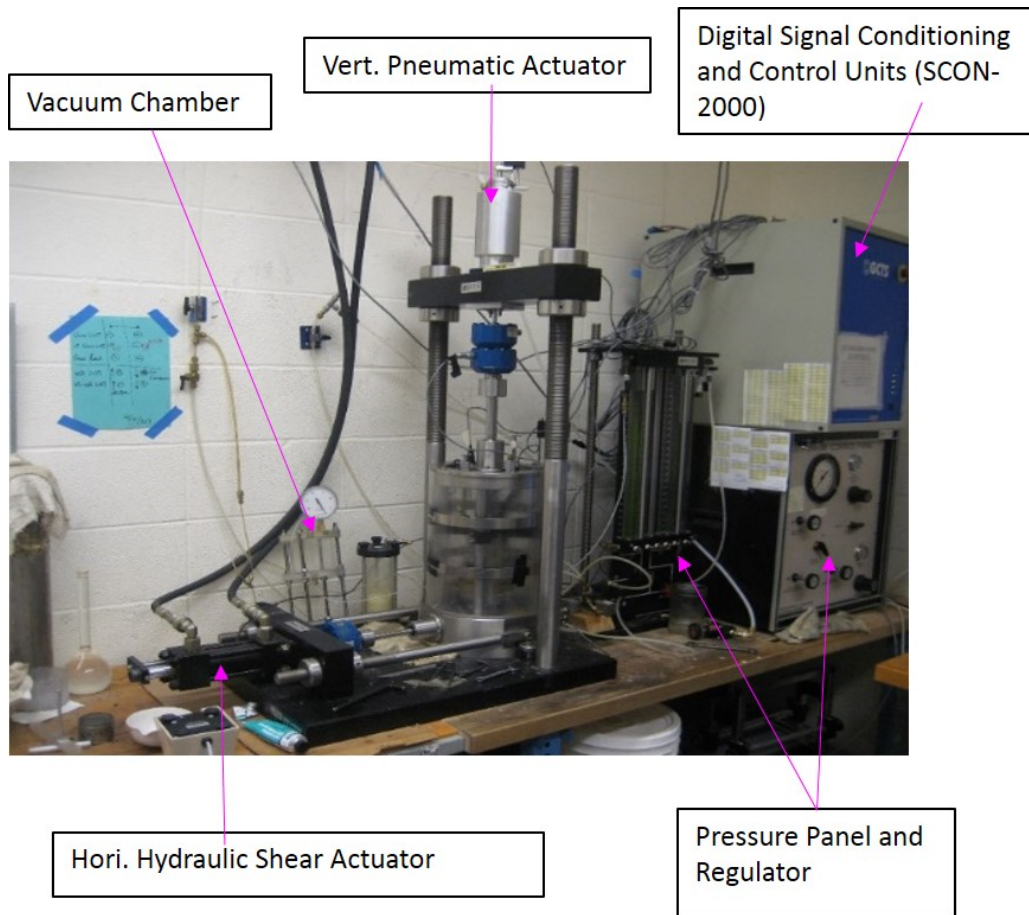 Vert. Pneumatic Actuator
Digital Signal Conditioning
and Control Units (SCON-
2000)
Vacuum Chamber
GCTS
Hori. Hydraulic Shear Actuator
Pressure Panel and
Regulator